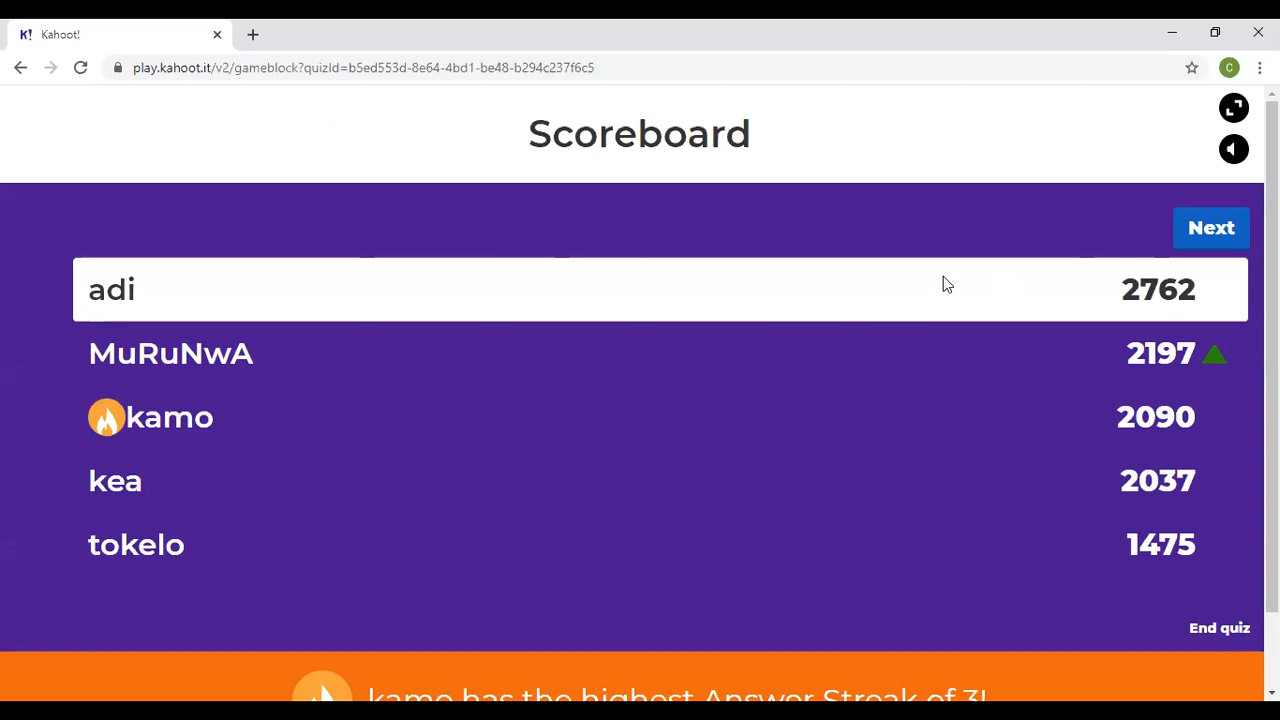 K! Kahoot!
play.kahoot.it/v2/gameblock?quizId=b5ed553d-8e64-4bd1-be48-b294c237f6c5
C
Scoreboard
Next
adi 2762
MuRuNwA 2197
kamo 2090
kea 2037
tokelo 1475
End quiz
kamo has the highest Answer Streak of 3!